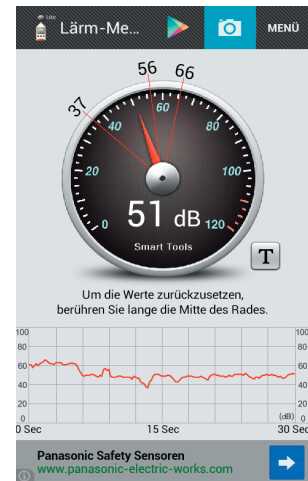 Lite
Lärm-Me...
MENÜ
56
66
37
60
40
80
20
100
0
51 dB
120
Smart Tools
T
Um die Werte zurückzusetzen,
berühren Sie lange die Mitte des Rades.
100
100
80
80
60
60
40
40
20
20
0
(dB) 0
0 Sec
15 Sec
30 Sec
Panasonic Safety Sensoren
www.panasonic-electric-works.com